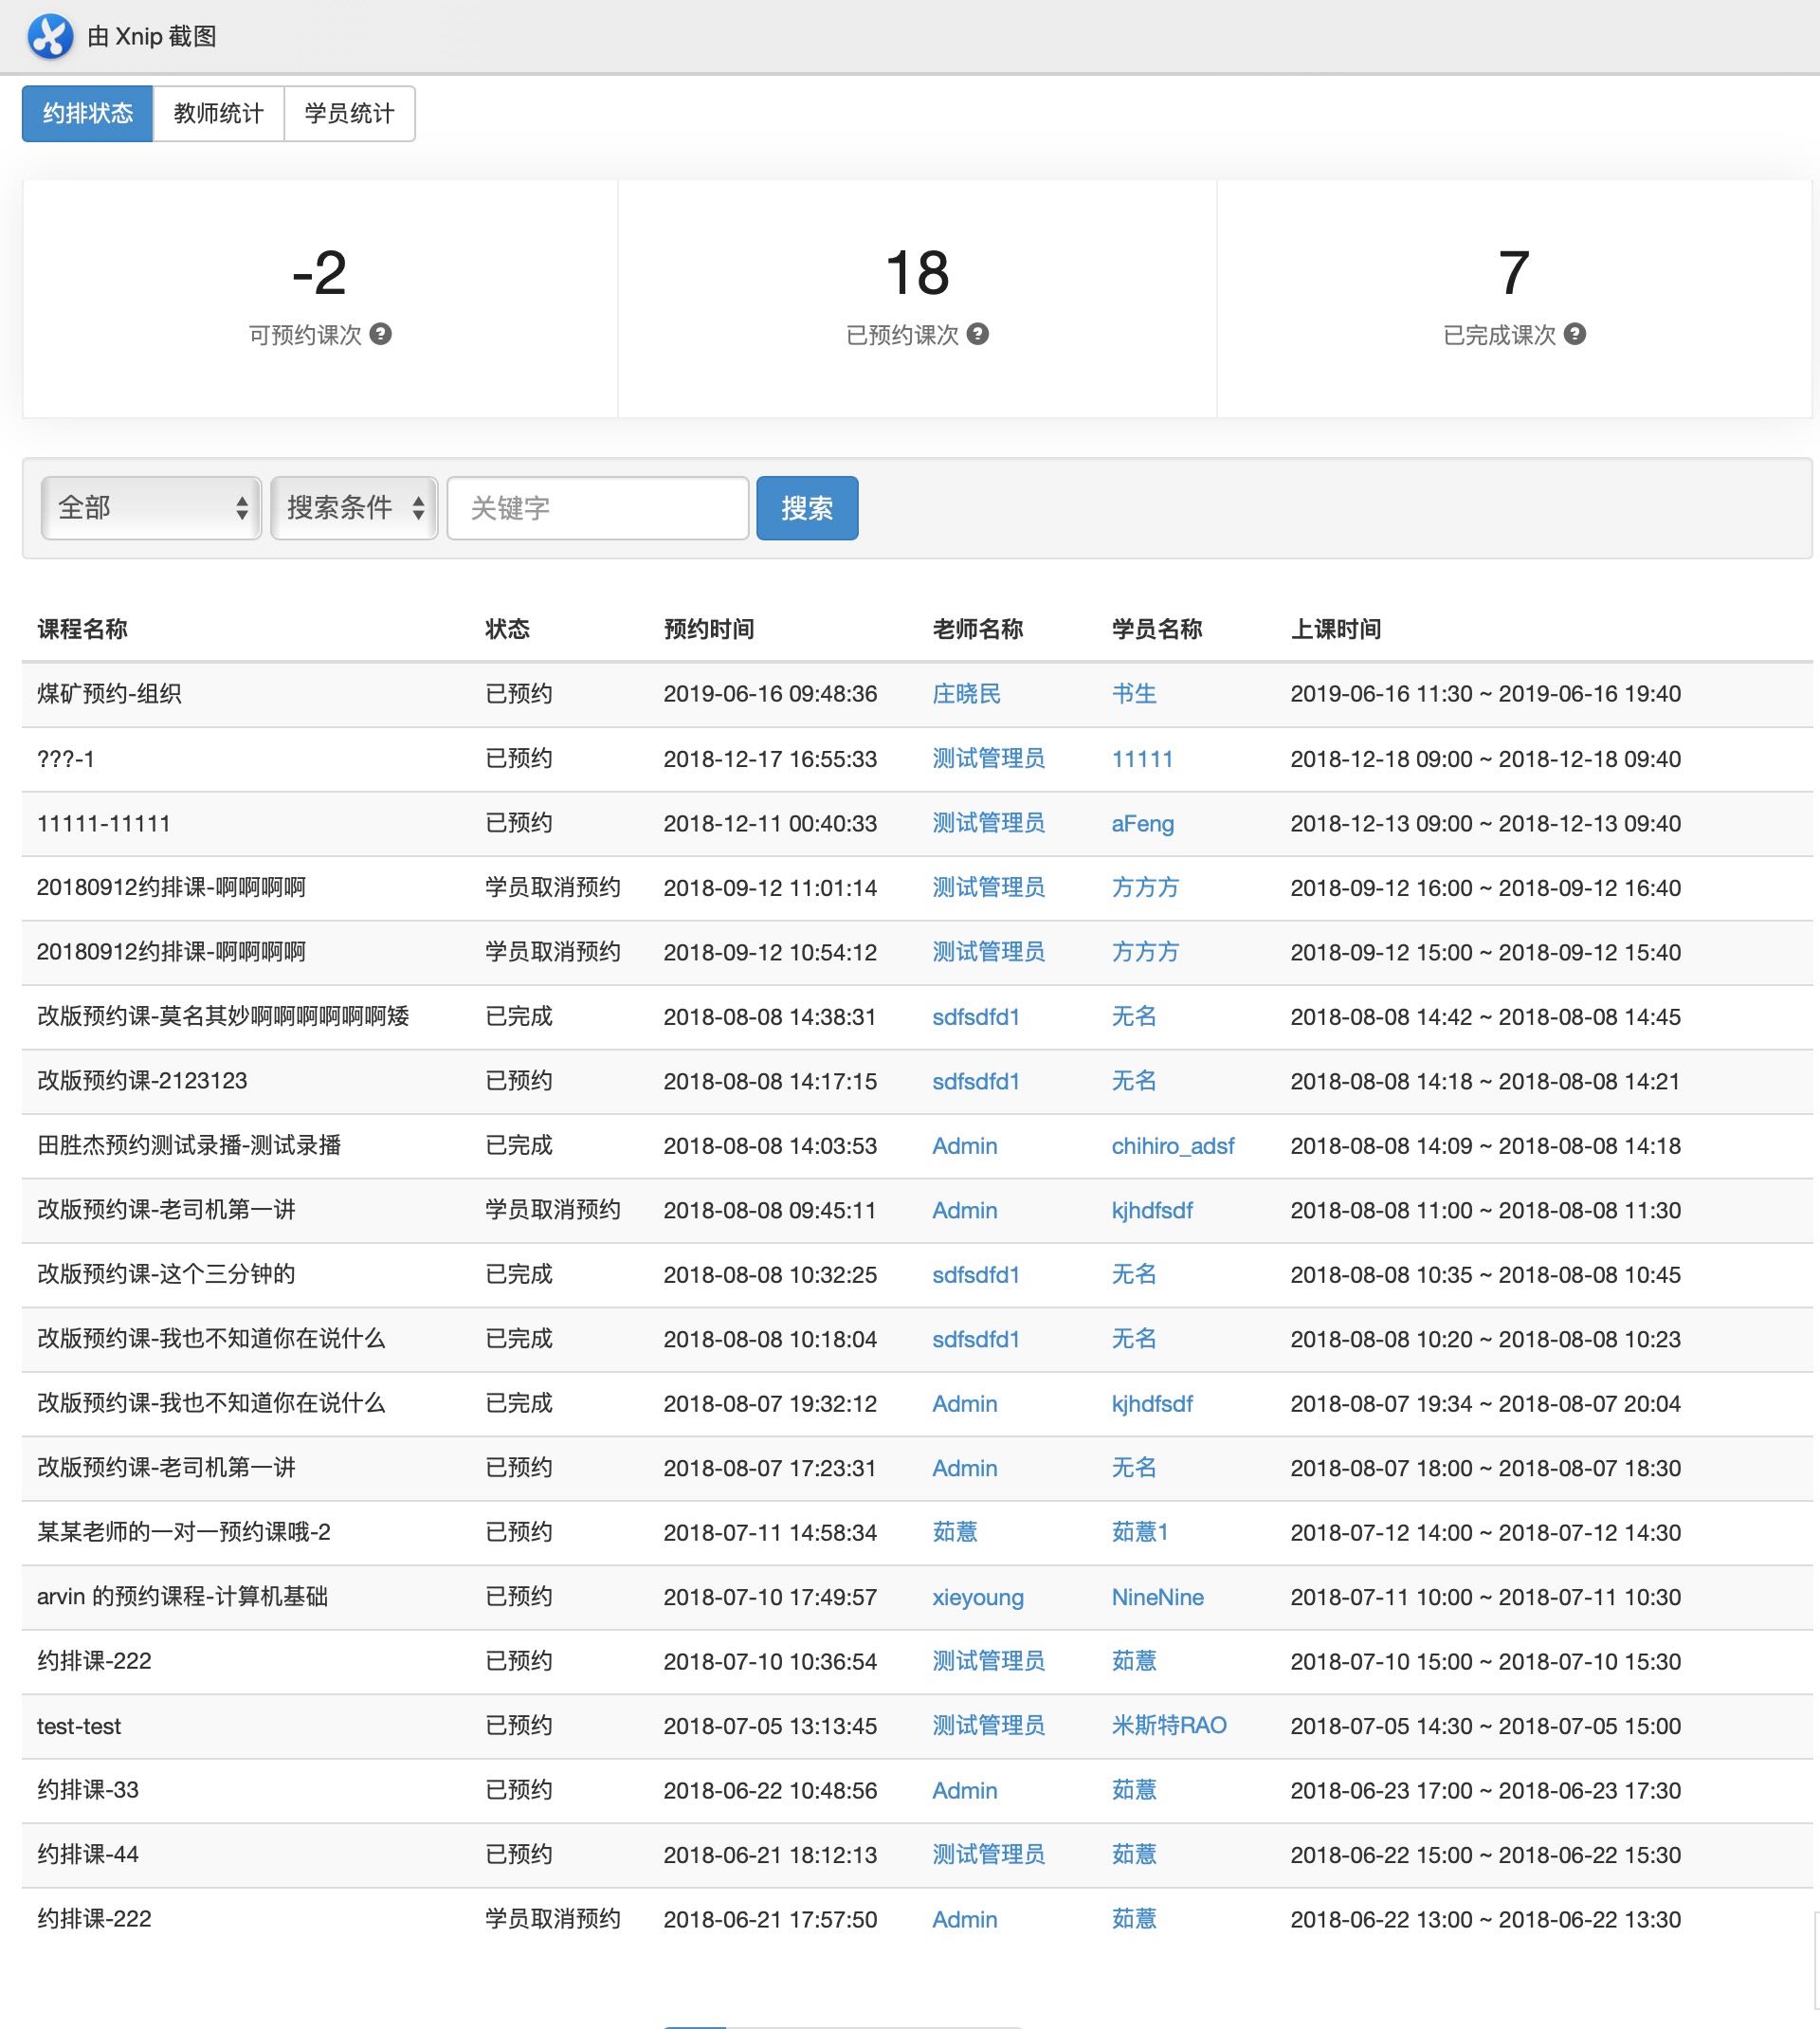 由 Xnip 截图
约排状态 教师统计 学员统计
-2 18 7
可预约课次 已预约课次 已完成课次
全部 搜索条件 关键字 搜索
课程名称 状态 预约时间 老师名称 学员名称 上课时间
煤矿预约-组织 已预约 2019-06-16 09:48:36 庄晓民 书生 2019-06-16 11:30 ~ 2019-06-16 19:40
???-1 已预约 2018-12-17 16:55:33 测试管理员 11111 2018-12-18 09:00 ~ 2018-12-18 09:40
11111-11111 已预约 2018-12-11 00:40:33 测试管理员 aFeng 2018-12-13 09:00 ~ 2018-12-13 09:40
20180912约排课-啊啊啊啊 学员取消预约 2018-09-12 11:01:14 测试管理员 方方方 2018-09-12 16:00 ~ 2018-09-12 16:40
20180912约排课-啊啊啊啊 学员取消预约 2018-09-12 10:54:12 测试管理员 方方方 2018-09-12 15:00 ~ 2018-09-12 15:40
改版预约课-莫名其妙啊啊啊啊啊啊矮 已完成 2018-08-08 14:38:31 sdfsdfd1 无名 2018-08-08 14:42 ~ 2018-08-08 14:45
改版预约课-2123123 已预约 2018-08-08 14:17:15 sdfsdfd1 无名 2018-08-08 14:18 ~ 2018-08-08 14:21
田胜杰预约测试录播-测试录播 已完成 2018-08-08 14:03:53 Admin chihiro_adsf 2018-08-08 14:09 ~ 2018-08-08 14:18
改版预约课-老司机第一讲 学员取消预约 2018-08-08 09:45:11 Admin kjhdfsdf 2018-08-08 11:00 ~ 2018-08-08 11:30
改版预约课-这个三分钟的 已完成 2018-08-08 10:32:25 sdfsdfd1 无名 2018-08-08 10:35 ~ 2018-08-08 10:45
改版预约课-我也不知道你在说什么 已完成 2018-08-08 10:18:04 sdfsdfd1 无名 2018-08-08 10:20 ~ 2018-08-08 10:23
改版预约课-我也不知道你在说什么 已完成 2018-08-07 19:32:12 Admin kjhdfsdf 2018-08-07 19:34 ~ 2018-08-07 20:04
改版预约课-老司机第一讲 已预约 2018-08-07 17:23:31 Admin 无名 2018-08-07 18:00 ~ 2018-08-07 18:30
某某老师的一对一预约课哦-2 已预约 2018-07-11 14:58:34 茹薏 茹薏1 2018-07-12 14:00 ~ 2018-07-12 14:30
arvin 的预约课程-计算机基础 已预约 2018-07-10 17:49:57 xieyoung NineNine 2018-07-11 10:00 ~ 2018-07-11 10:30
约排课-222 已预约 2018-07-10 10:36:54 测试管理员 茹薏 2018-07-10 15:00 ~ 2018-07-10 15:30
test-test 已预约 2018-07-05 13:13:45 测试管理员 米斯特RAO 2018-07-05 14:30 ~ 2018-07-05 15:00
约排课-33 已预约 2018-06-22 10:48:56 Admin 茹薏 2018-06-23 17:00 ~ 2018-06-23 17:30
约排课-44 已预约 2018-06-21 18:12:13 测试管理员 茹薏 2018-06-22 15:00 ~ 2018-06-22 15:30
约排课-222 学员取消预约 2018-06-21 17:57:50 Admin 茹薏 2018-06-22 13:00 ~ 2018-06-22 13:30